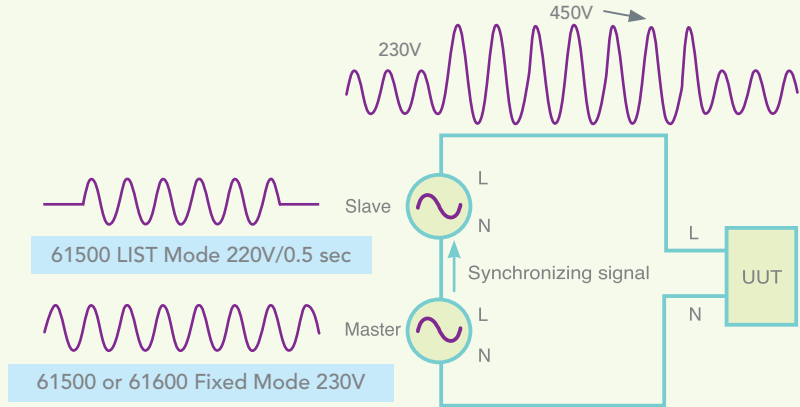 450V
230V
Slave
L
N
61500 LIST Mode 220V/0.5 sec
Synchronizing signal
L
UUT
N
Master
L
N
61500 or 61600 Fixed Mode 230V